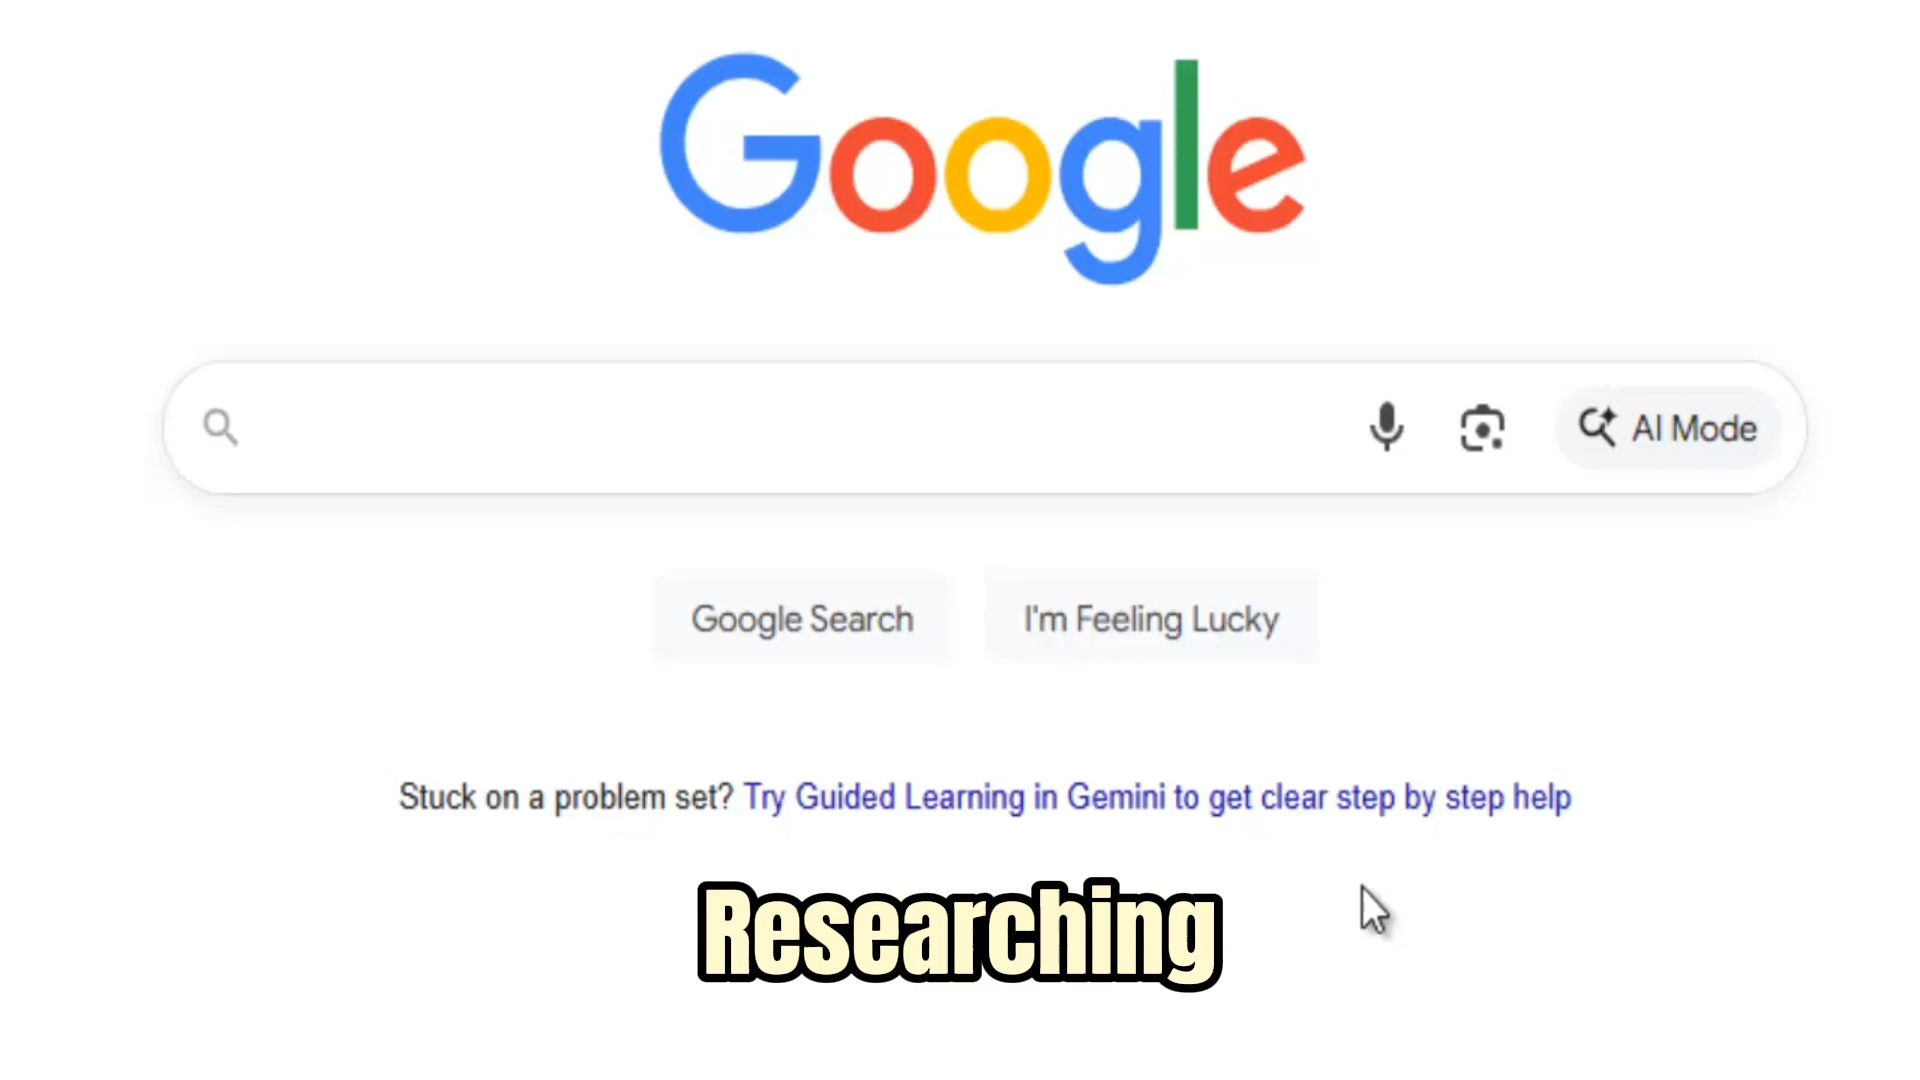 Google
AI Mode
Google Search
I'm Feeling Lucky
Stuck on a problem set? Try Guided Learning in Gemini to get clear step by step help
Researching